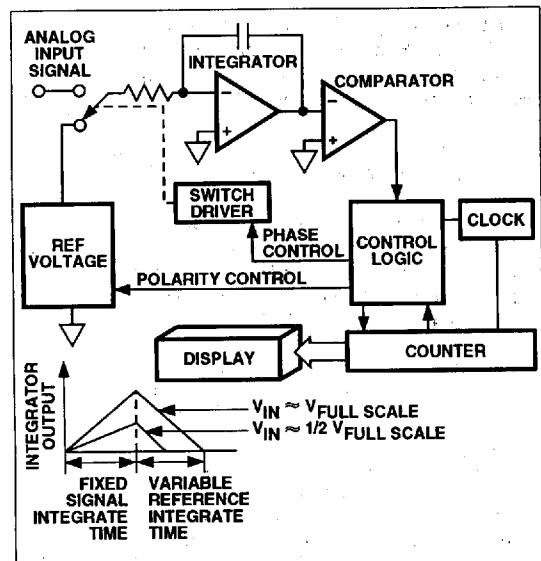 ANALOG
INPUT
SIGNAL
INTEGRATOR
−
+
COMPARATOR
−
+
SWITCH
DRIVER
REF
VOLTAGE
PHASE
CONTROL
CONTROL
LOGIC
CLOCK
POLARITY CONTROL
DISPLAY
COUNTER
INTEGRATOR
OUTPUT
VIN ≈ VFULL SCALE
VIN ≈ 1/2 VFULL SCALE
FIXED
SIGNAL
INTEGRATE
TIME
VARIABLE
REFERENCE
INTEGRATE
TIME